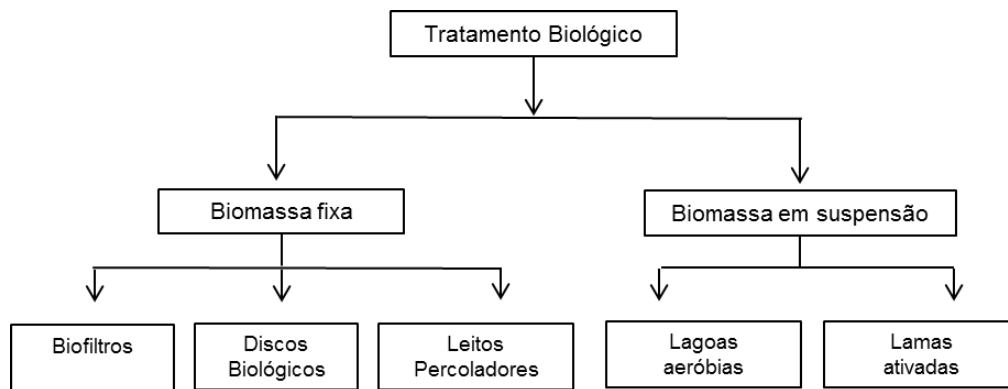 Tratamento Biológico
Biomassa fixa
Biomassa em suspensão
Biofiltros
Discos
Biológicos
Leitos
Percoladores
Lagoas
aeróbias
Lamas
ativadas